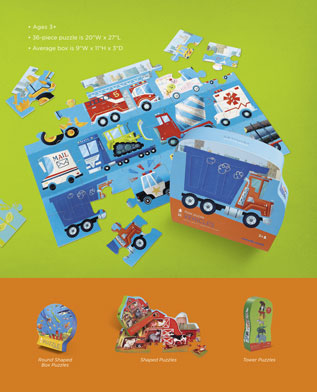 • Ages 3+
• 36-piece puzzle is 20"W x 27"L
• Average box is 9"W x 11"H x 3"D
MAIL
Round Shaped
Box Puzzles
Shaped Puzzles
Tower Puzzles